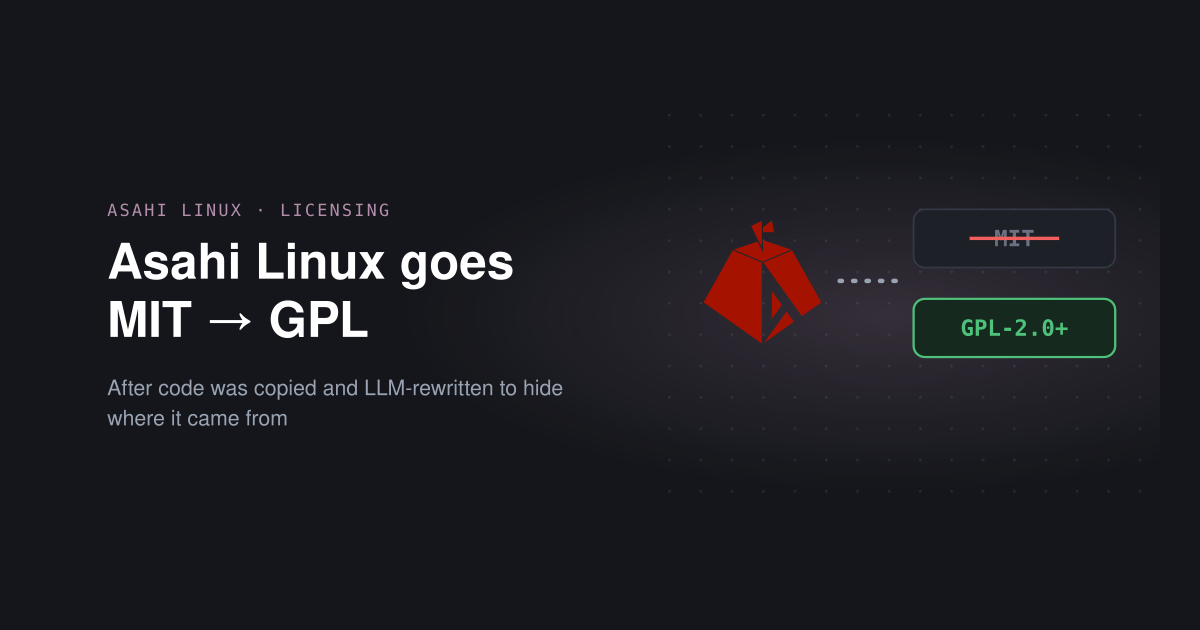 ASAHI LINUX · LICENSING
Asahi Linux goes
MIT → GPL
After code was copied and LLM-rewritten to hide
where it came from
MIT
GPL-2.0+